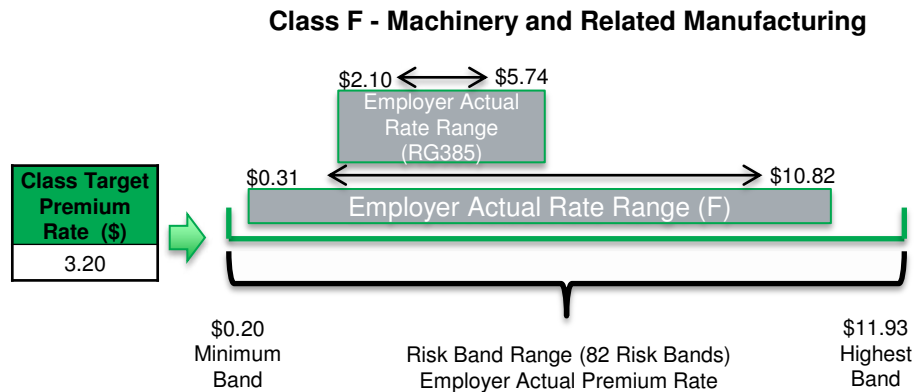 Class F - Machinery and Related Manufacturing
$2.10 $5.74
Employer Actual
Rate Range
(RG385)
$0.31 $10.82
Employer Actual Rate Range (F)
Class Target
Premium
Rate ($)
3.20
$0.20
Minimum
Band
Risk Band Range (82 Risk Bands)
Employer Actual Premium Rate
$11.93
Highest
Band